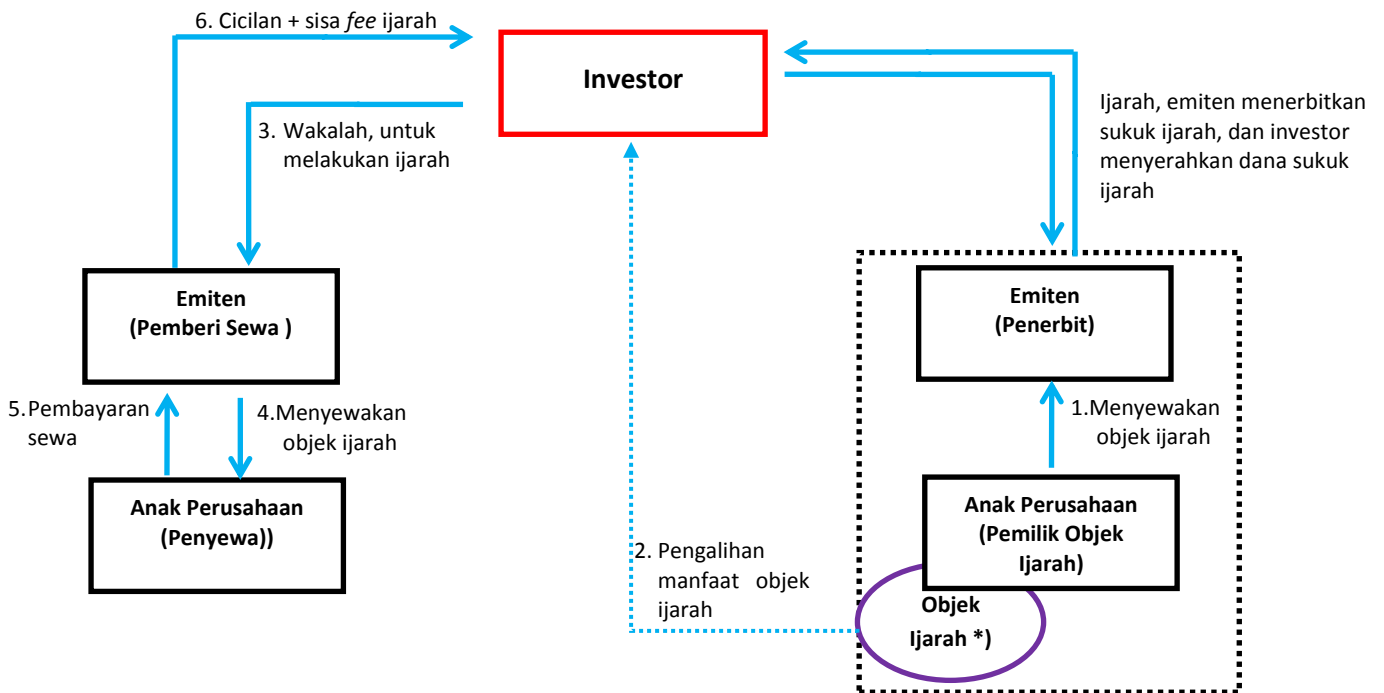 6. Cicilan + sisa fee ijarah
Investor
3. Wakalah, untuk
melakukan ijarah
Ijarah, emiten menerbitkan
sukuk ijarah, dan investor
menyerahkan dana sukuk
ijarah
Emiten
(Pemberi Sewa )
Emiten
(Penerbit)
5.Pembayaran
sewa
4.Menyewakan
objek ijarah
1.Menyewakan
objek ijarah
Anak Perusahaan
(Penyewa))
Anak Perusahaan
(Pemilik Objek
Ijarah)
2. Pengalihan
manfaat objek
ijarah
Objek
Ijarah *)